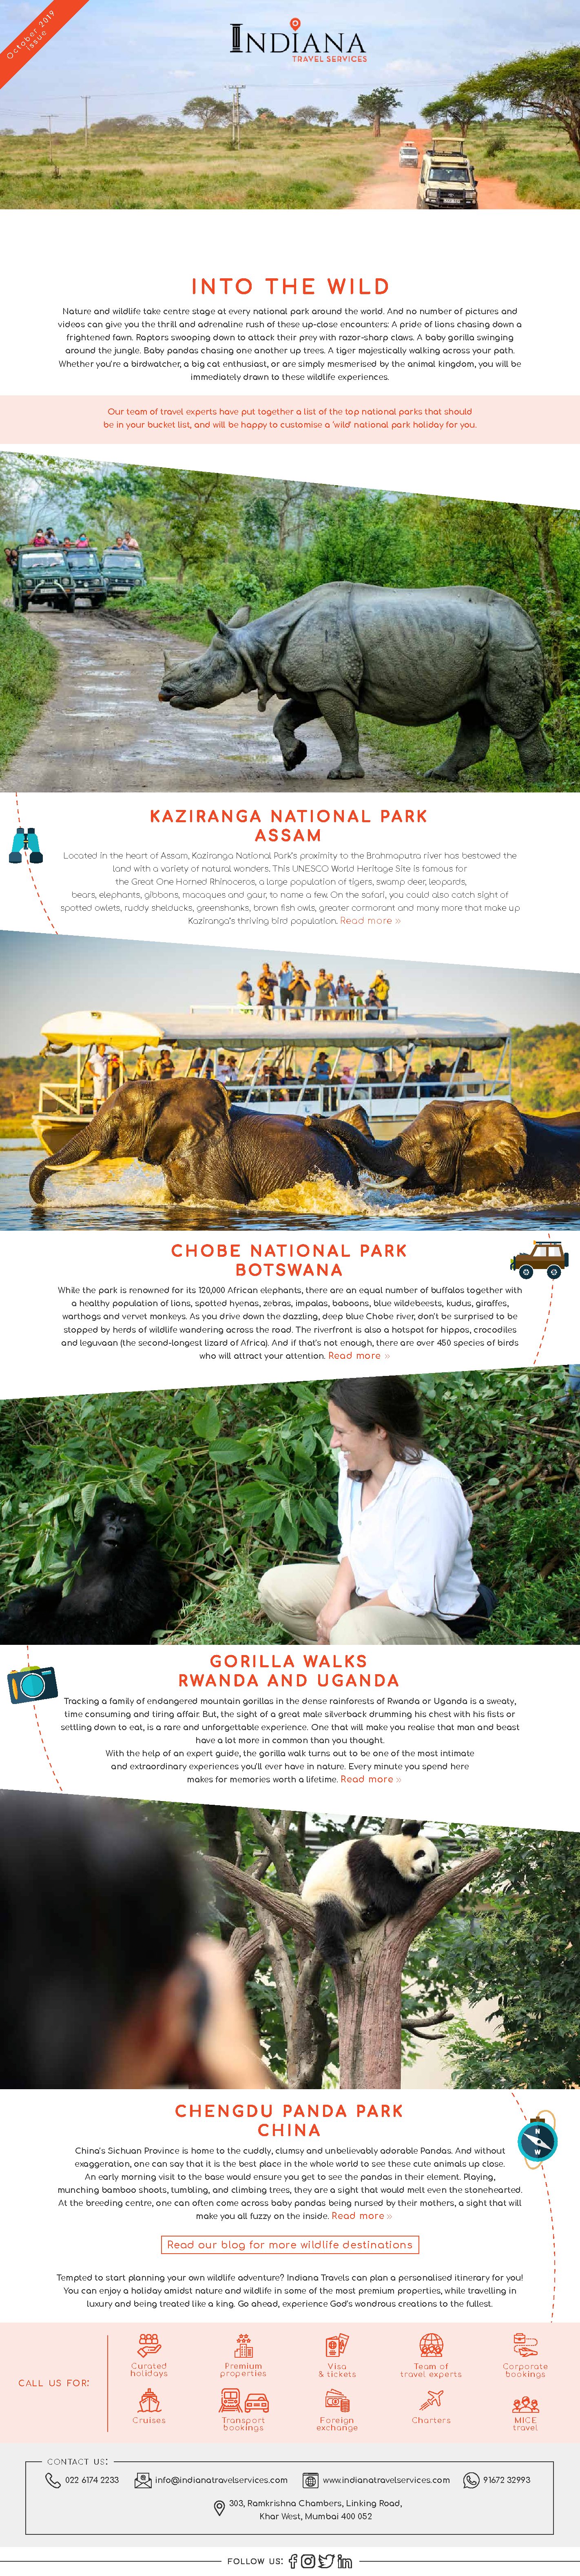 October 2019
Issue
INDIANA
TRAVEL SERVICES
INTO THE WILD
Nature and wildlife take centre stage at every national park around the world. And no number of pictures and
videos can give you the thrill and adrenaline rush of these up-close encounters: A pride of lions chasing down a
frightened fawn. Raptors swooping down to attack their prey with razor-sharp claws. A baby gorilla swinging
around the jungle. Baby pandas chasing one another up trees. A tiger majestically walking across your path.
Whether you're a birdwatcher, a big cat enthusiast, or are simply mesmerised by the animal kingdom, you will be
immediately drawn to these wildlife experiences.
Our team of travel experts have put together a list of the top national parks that should
be in your bucket list, and will be happy to customise a 'wild' national park holiday for you.
KAZIRANGA NATIONAL PARK
ASSAM
Located in the heart of Assam, Kaziranga National Park's proximity to the Brahmaputra river has bestowed the
land with a variety of natural wonders. This UNESCO World Heritage Site is famous for
the Great One Horned Rhinoceros, a large population of tigers, swamp deer, leopards,
bears, elephants, gibbons, macaques and gaur, to name a few. On the safari, you could also catch sight of
spotted owlets, ruddy shelducks, greenshanks, brown fish owls, greater cormorant and many more that make up
Kaziranga's thriving bird population. Read more »
CHOBE NATIONAL PARK
BOTSWANA
While the park is renowned for its 120,000 African elephants, there are an equal number of buffalos together with
a healthy population of lions, spotted hyenas, zebras, impalas, baboons, blue wildebeests, kudus, giraffes,
warthogs and vervet monkeys. As you drive down the dazzling, deep blue Chobe river, don't be surprised to be
stopped by herds of wildlife wandering across the road. The riverfront is also a hotspot for hippos, crocodiles
and leguvaan (the second-longest lizard of Africa). And if that's not enough, there are over 450 species of birds
who will attract your attention. Read more »
GORILLA WALKS
RWANDA AND UGANDA
Tracking a family of endangered mountain gorillas in the dense rainforests of Rwanda or Uganda is a sweaty,
time consuming and tiring affair. But, the sight of a great male silverback drumming his chest with his fists or
settling down to eat, is a rare and unforgettable experience. One that will make you realise that man and beast
have a lot more in common than you thought.
With the help of an expert guide, the gorilla walk turns out to be one of the most intimate
and extraordinary experiences you'll ever have in nature. Every minute you spend here
makes for memories worth a lifetime. Read more »
CHENGDU PANDA PARK
CHINA
China's Sichuan Province is home to the cuddly, clumsy and unbelievably adorable Pandas. And without
exaggeration, one can say that it is the best place in the whole world to see these cute animals up close.
An early morning visit to the base would ensure you get to see the pandas in their element. Playing,
munching bamboo shoots, tumbling, and climbing trees, they are a sight that would melt even the stonehearted.
At the breeding centre, one can often come across baby pandas being nursed by their mothers, a sight that will
make you all fuzzy on the inside. Read more »
N
W
Read our blog for more wildlife destinations
Tempted to start planning your own wildlife adventure? Indiana Travels can plan a personalised itinerary for you!
You can enjoy a holiday amidst nature and wildlife in some of the most premium properties, while travelling in
luxury and being treated like a king. Go ahead, experience God's wondrous creations to the fullest.
CALL US FOR:
Curated
holidays
Premium
properties
Visa
& tickets
Team of
travel experts
Corporate
bookings
Cruises
Transport
bookings
Foreign
exchange
Charters
MICE
travel
CONTACT US:
022 6174 2233
info@indianatravelservices.com
www.indianatravelservices.com
91672 32993
303, Ramkrishna Chambers, Linking Road,
Khar West, Mumbai 400 052
FOLLOW US: